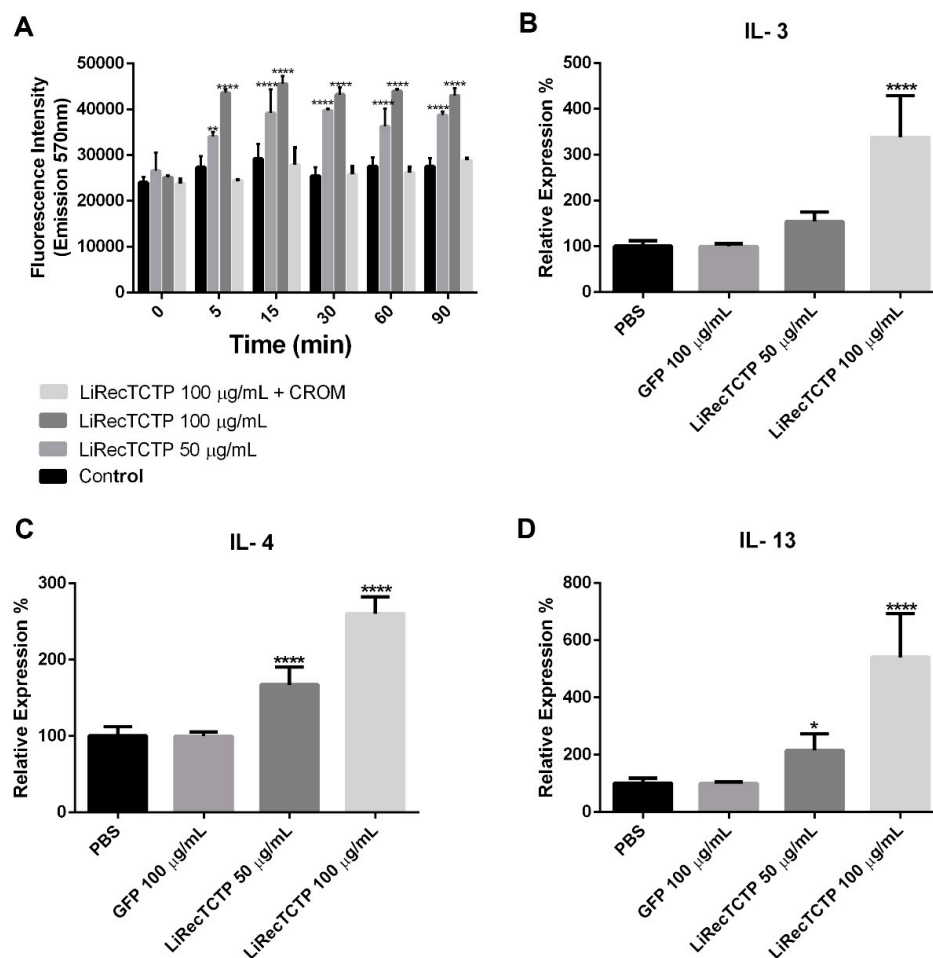 A
Fluorescence Intensity
(Emission 570nm)
50000
40000
30000
20000
10000
0
** **** **** **** **** **** **** **** **** ****
0 5 15 30 60 90
Time (min)
LiRecTCTP 100 µg/mL + CROM
LiRecTCTP 100 µg/mL
LiRecTCTP 50 µg/mL
Control
B
IL- 3
Relative Expression %
500
400
300
200
100
0
****
PBS
GFP 100 µg/mL
LiRecTCTP 50 µg/mL
LiRecTCTP 100 µg/mL
C
IL- 4
Relative Expression %
300
200
100
0
****
****
PBS
GFP 100 µg/mL
LiRecTCTP 50 µg/mL
LiRecTCTP 100 µg/mL
D
IL- 13
Relative Expression %
800
600
400
200
0
*
****
PBS
GFP 100 µg/mL
LiRecTCTP 50 µg/mL
LiRecTCTP 100 µg/mL